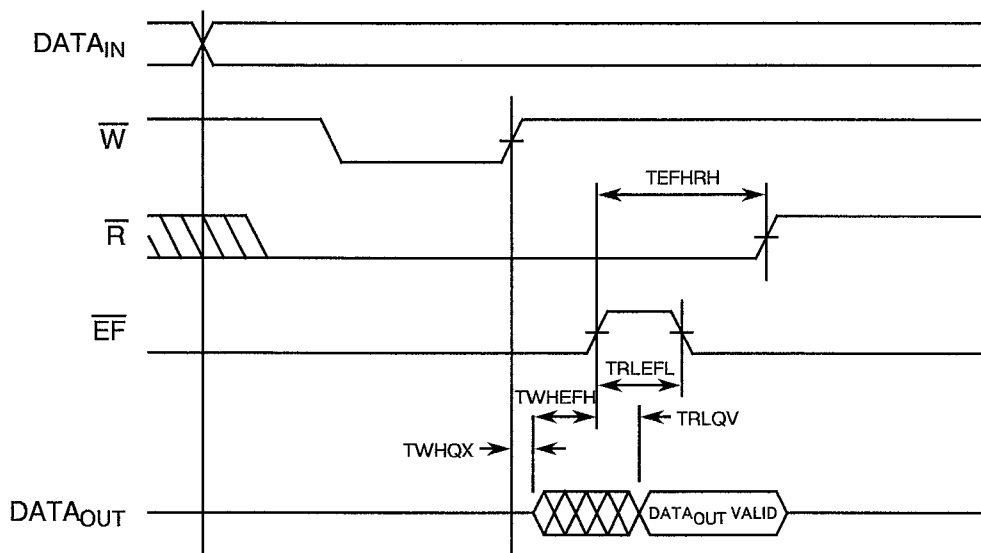 DATAIN
W
TEFHRH
R
EF
TRLEFL
TWHEFH
TRLQV
TWHQX
DATAOUT
DATAOUT VALID